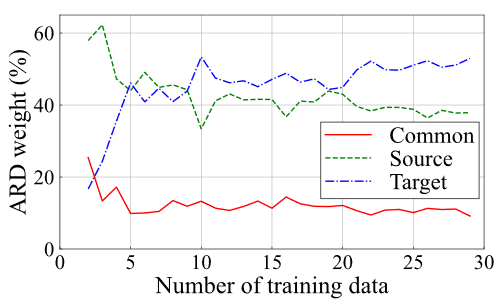 ARD weight (%)
60
40
20
0
Common
Source
Target
0 5 10 15 20 25 30
Number of training data